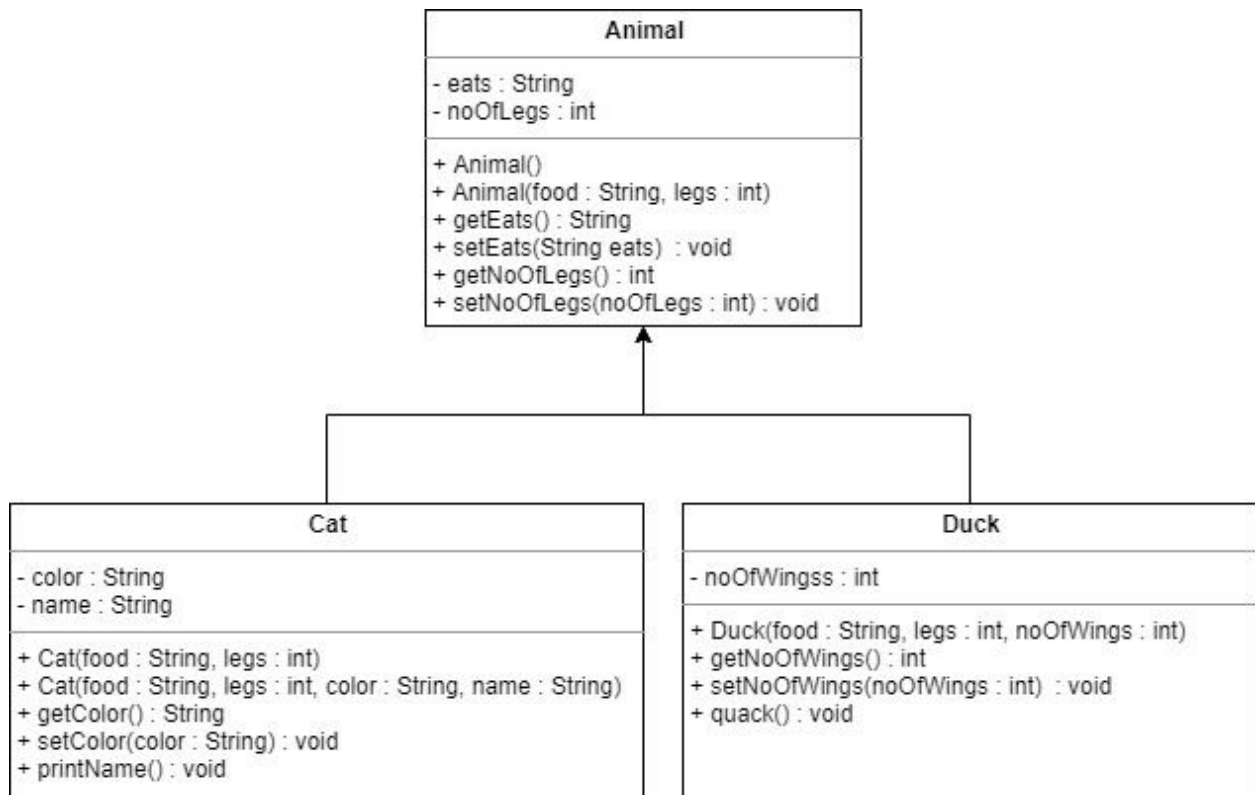 Animal
- eats : String
- noOfLegs : int
+ Animal()
+ Animal(food : String, legs : int)
+ getEats() : String
+ setEats(String eats) : void
+ getNoOfLegs() : int
+ setNoOfLegs(noOfLegs : int) : void
Cat
- color : String
- name : String
+ Cat(food : String, legs : int)
+ Cat(food : String, legs : int, color : String, name : String)
+ getColor() : String
+ setColor(color : String) : void
+ printName() : void
Duck
- noOfWingss : int
+ Duck(food : String, legs : int, noOfWings : int)
+ getNoOfWings() : int
+ setNoOfWings(noOfWings : int) : void
+ quack() : void